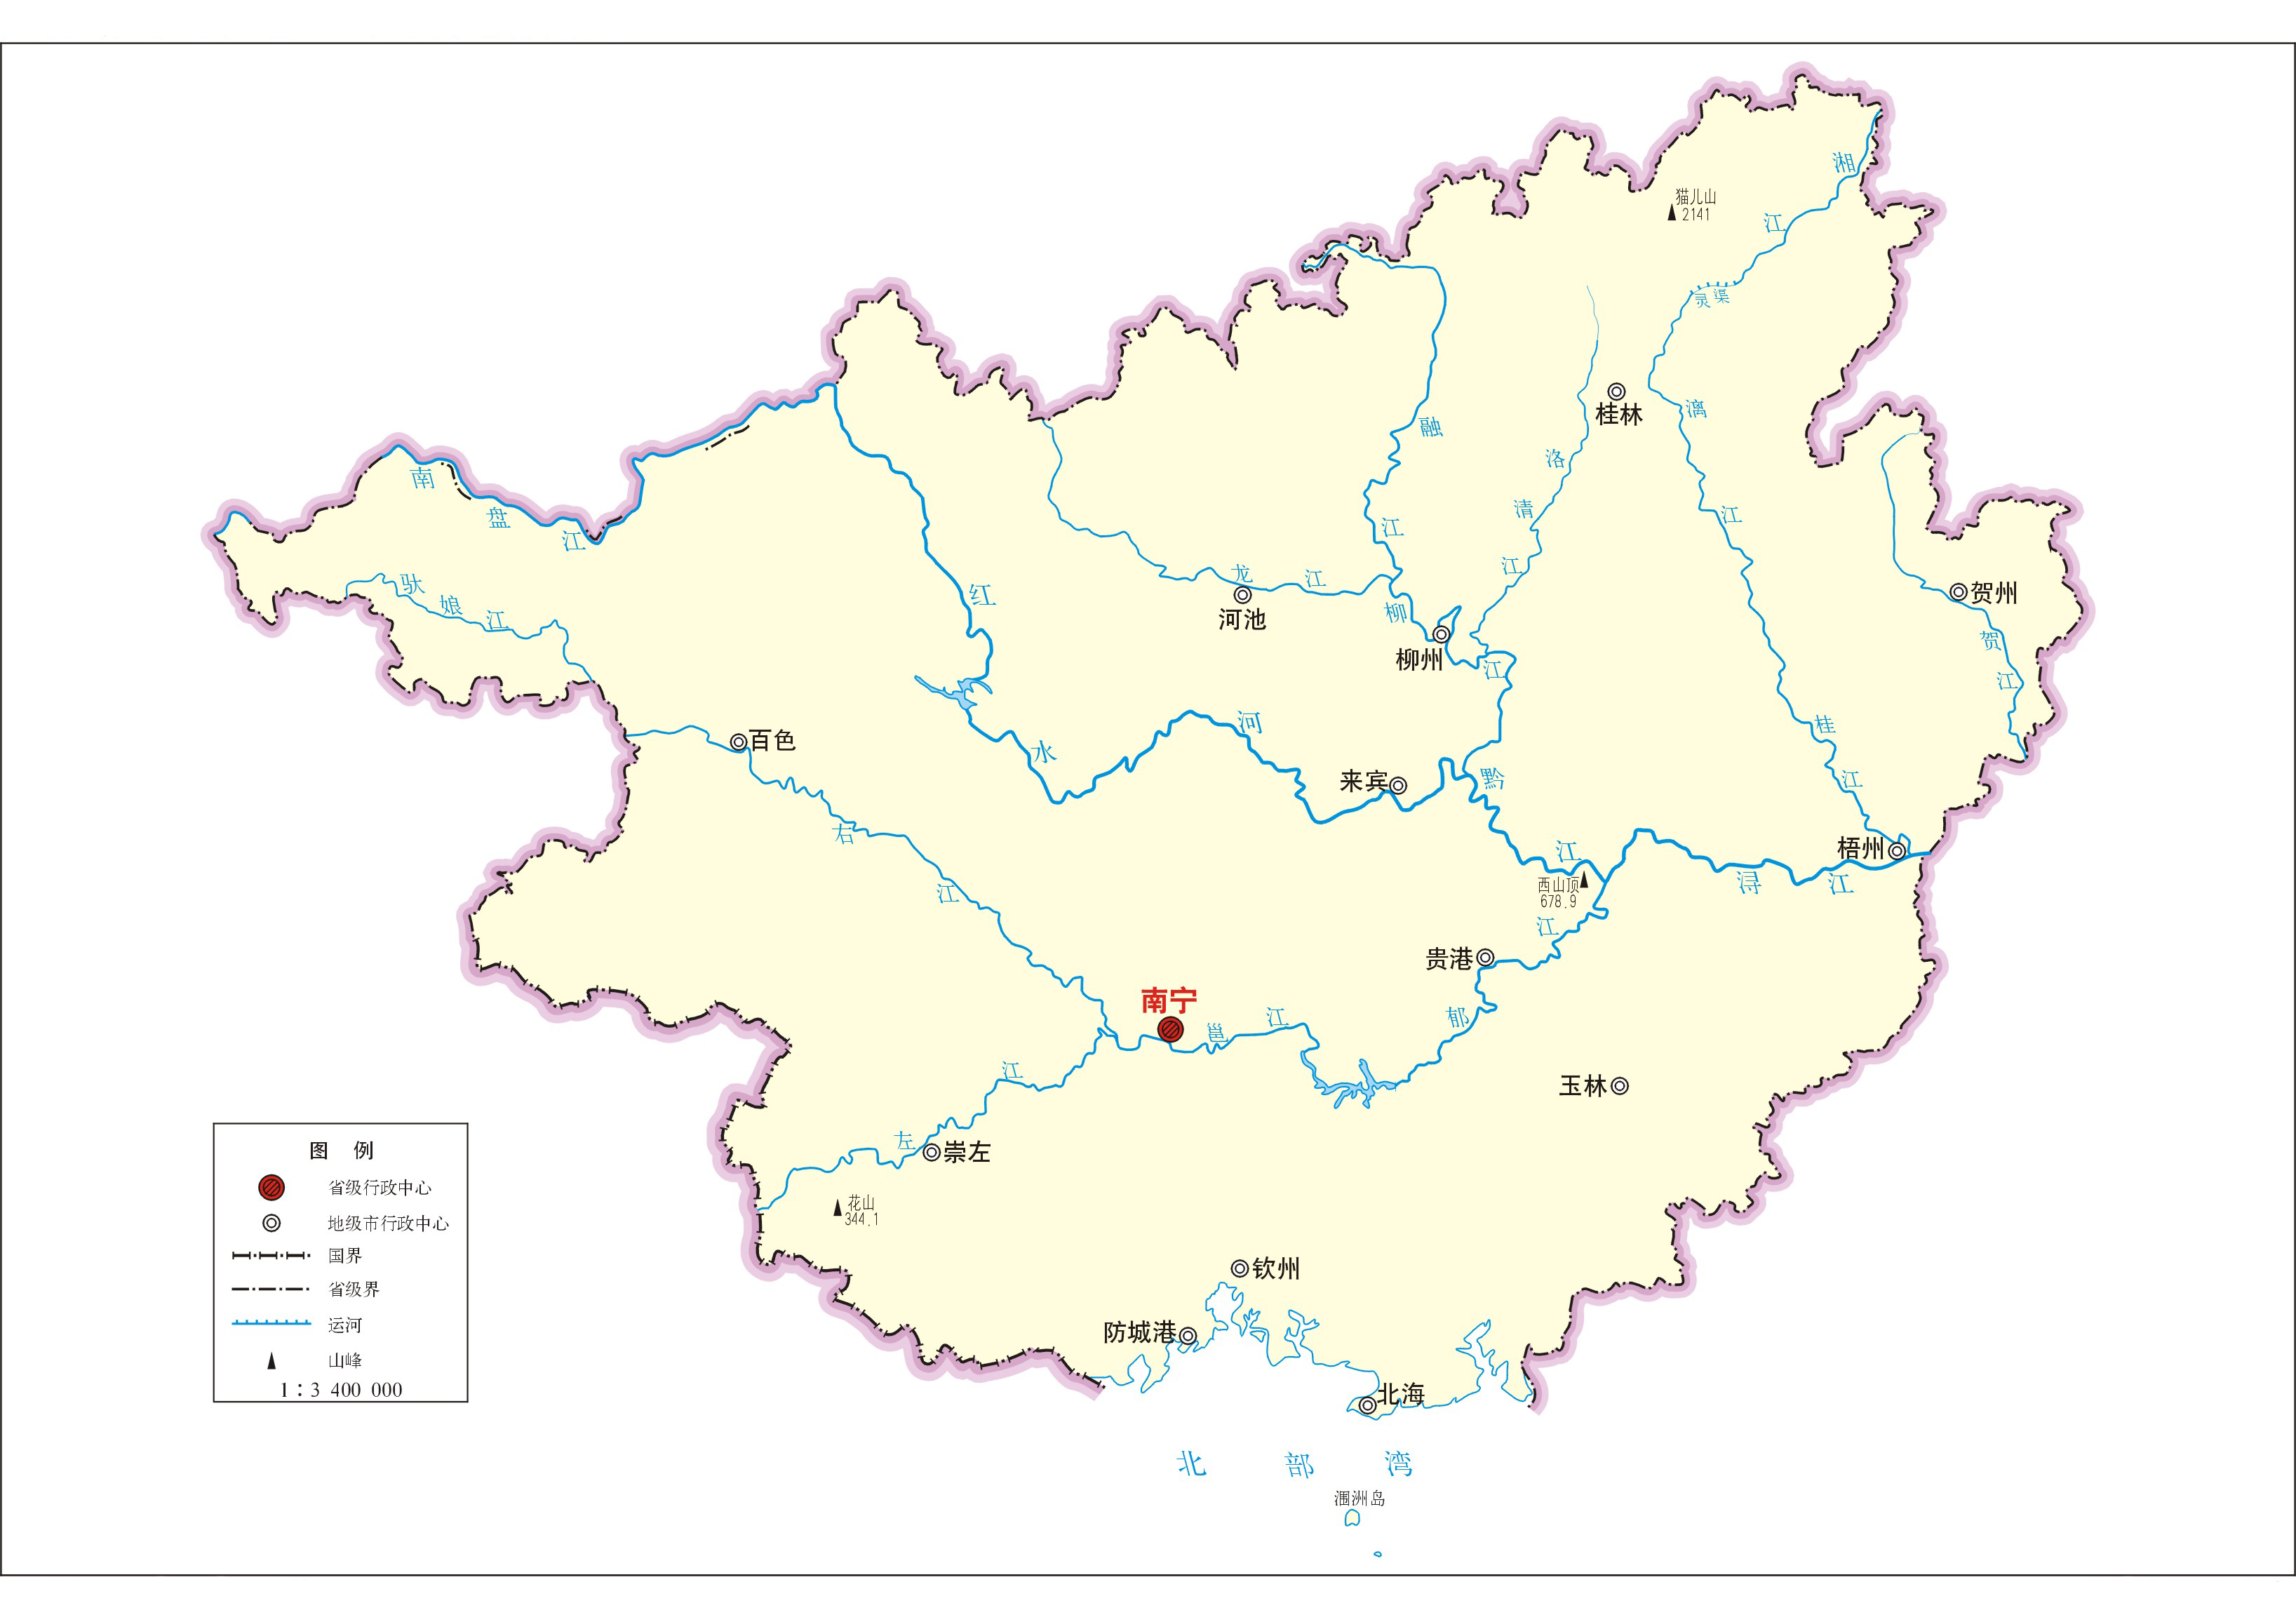 湘江
猫儿山
2141
灵渠
桂林
漓江
融江
洛清江
南盘江
驮娘江
红水河
龙江
河池
柳江
柳州
贺州
贺江
桂江
百色
来宾
黔江
右江
梧州
浔江
西山顶
678.9
贵港
郁江
南宁
邕江
玉林
左江
崇左
花山
344.1
钦州
防城港
北海
北部湾
涠洲岛
图 例
省级行政中心
地级市行政中心
国界
省级界
运河
山峰
1：3 400 000